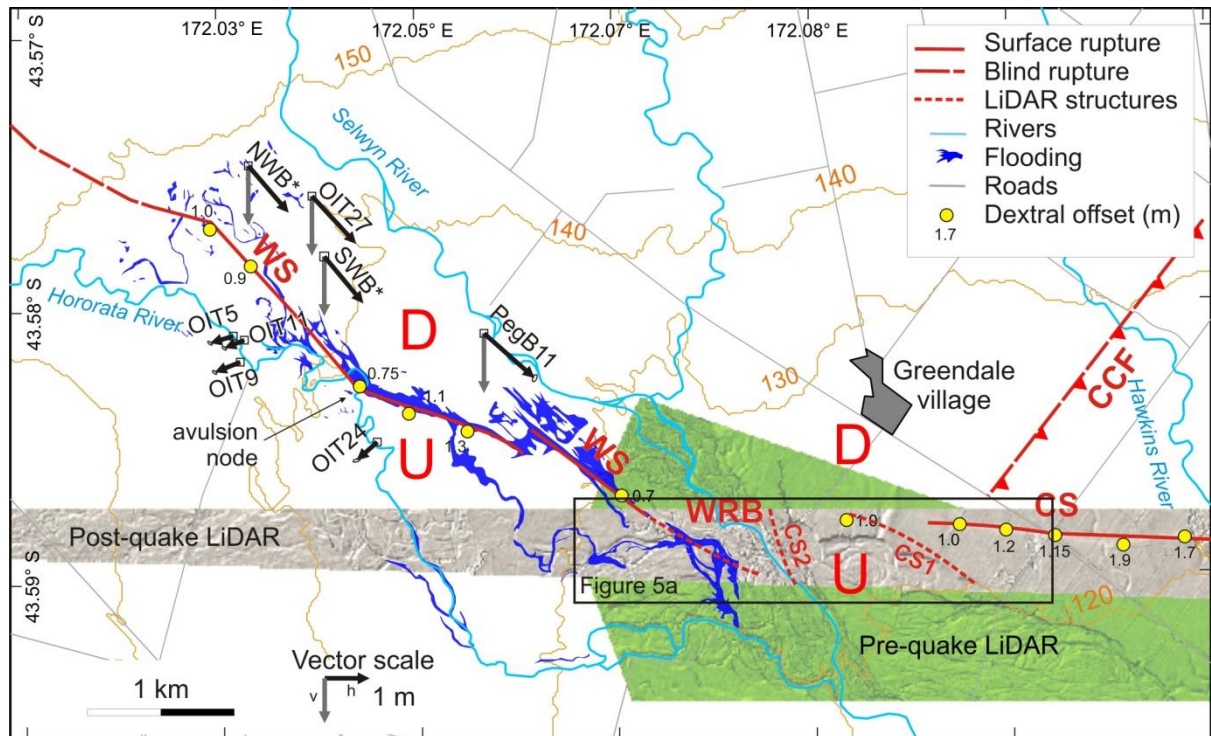 172.03° E
172.05° E
172.07° E
172.08° E
43.57° S
43.58° S
43.59° S
150
140
140
130
120
Surface rupture
Blind rupture
LiDAR structures
Rivers
Flooding
Roads
Dextral offset (m)
1.7
Selwyn River
NWB*
OIT27
SWB*
1.0
WS
0.9
Hororata River
OIT5
OIT11
OIT9
D
PegB11
0.75
1.1
1.3
avulsion
node
OIT24
U
WS
0.7
Greendale
village
CCF
Hawkins River
D
CS
WRB
CS2
CS1
1.0
1.2
1.15
1.9
1.7
U
Post-quake LiDAR
Figure 5a
Pre-quake LiDAR
Vector scale
v
h
1 m
1 km